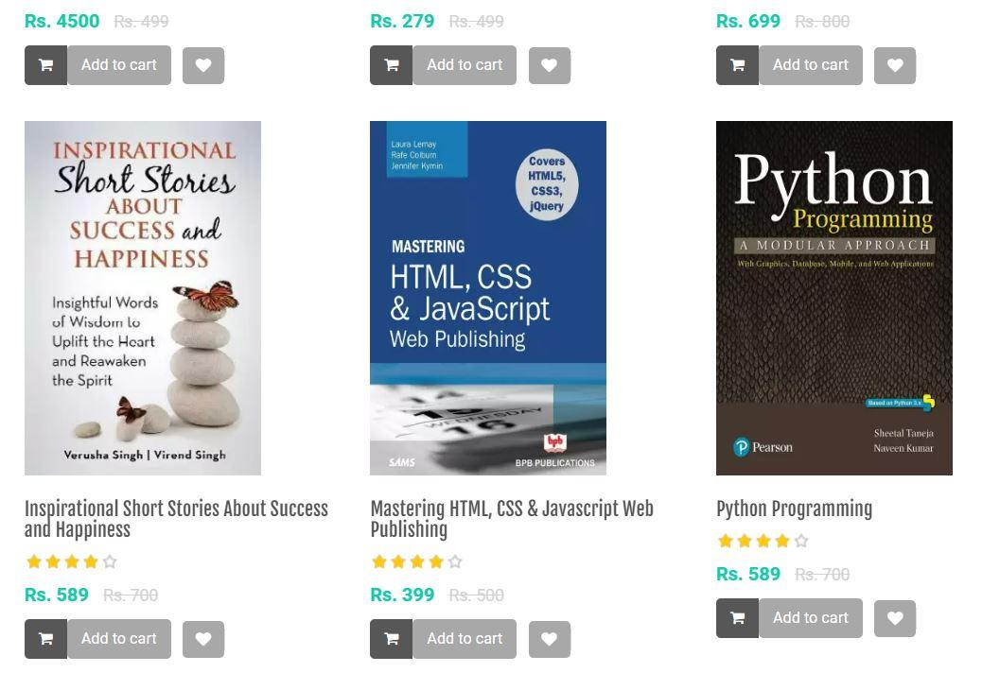 Rs. 4500 Rs. 499
Add to cart
Rs. 279 Rs. 499
Add to cart
Rs. 699 Rs. 800
Add to cart
INSPIRATIONAL
Short Stories
ABOUT
SUCCESS and
HAPPINESS
Insightful Words
of Wisdom to
Uplift the Heart
and Reawaken
the Spirit
Verusha Singh | Virend Singh
Inspirational Short Stories About Success
and Happiness
Rs. 589 Rs. 700
Add to cart
Laura Lemay
Rafe Colburn
Jennifer Kymin
Covers
HTML5,
CSS3,
jQuery
MASTERING
HTML, CSS
& JavaScript
Web Publishing
15
WEDNESDAY
16
SAMS
bpb
BPB PUBLICATIONS
Mastering HTML, CSS & Javascript Web
Publishing
Rs. 399 Rs. 500
Add to cart
Python
Programming
A MODULAR APPROACH
With Graphics, Database, Mobile, and Web Applications
Based on Python 3.x
Sheetal Taneja
Naveen Kumar
P Pearson
Python Programming
Rs. 589 Rs. 700
Add to cart